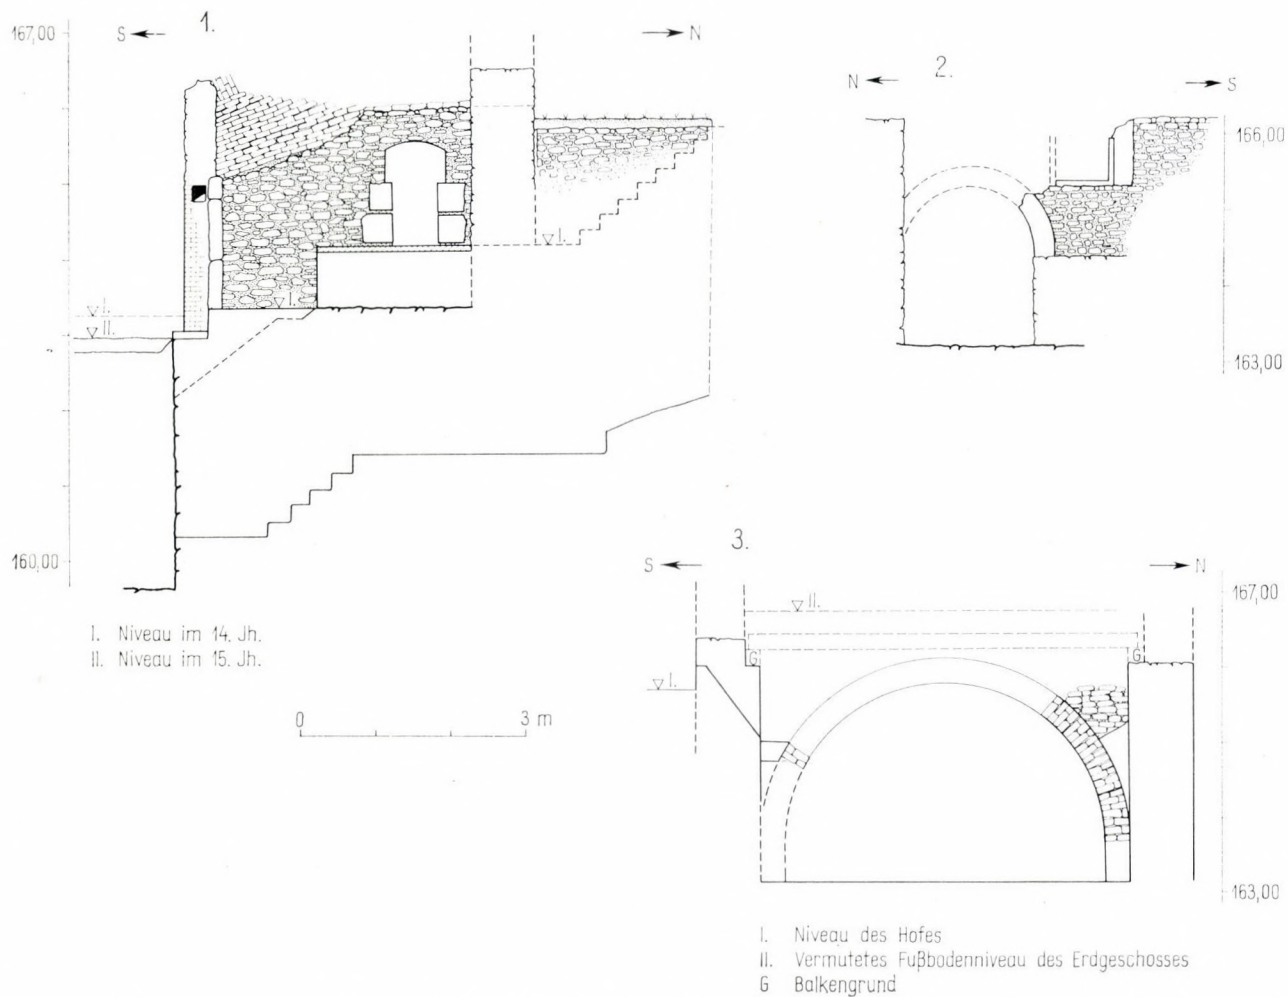 1.
167,00
S
N
I.
I.
I.
II.
160,00
I. Niveau im 14. Jh.
II. Niveau im 15. Jh.
0 3 m
2.
N
S
166,00
163,00
3.
S
N
167,00
II.
G
G
I.
163,00
I. Niveau des Hofes
II. Vermutetes Fußbodenniveau des Erdgeschosses
G Balkengrund